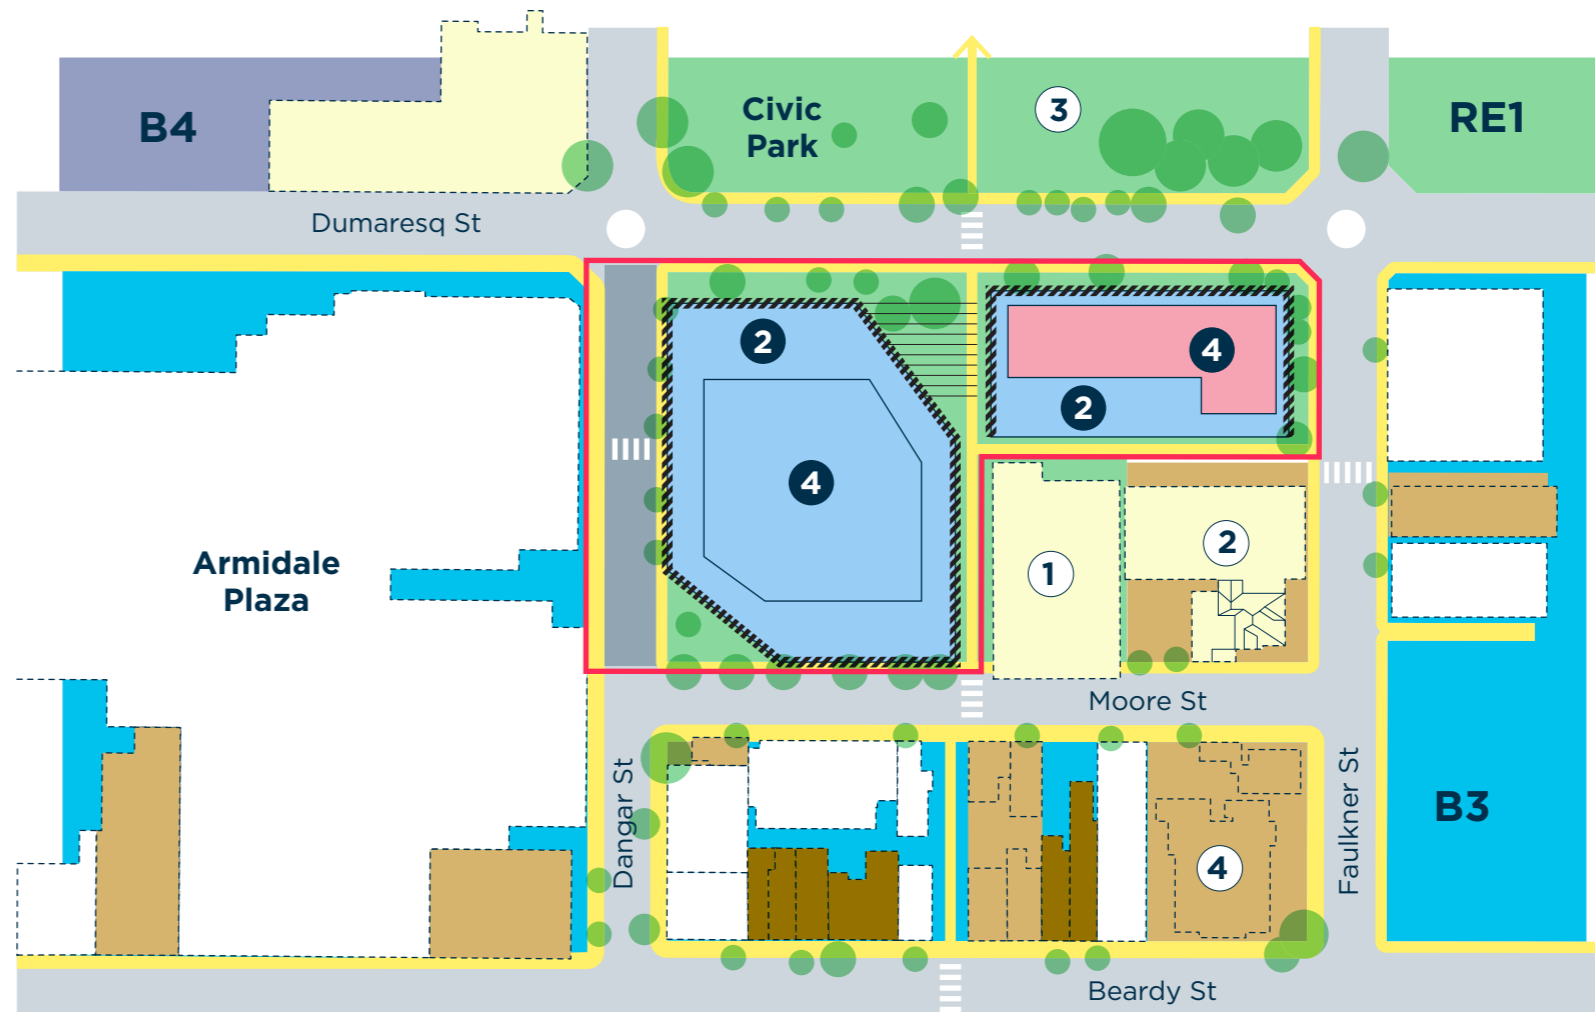 B4
Civic
Park
3
RE1
Dumaresq St
2
4
2
4
Armidale
Plaza
1
2
Moore St
Dangar St
Faulkner St
B3
4
Beardy St